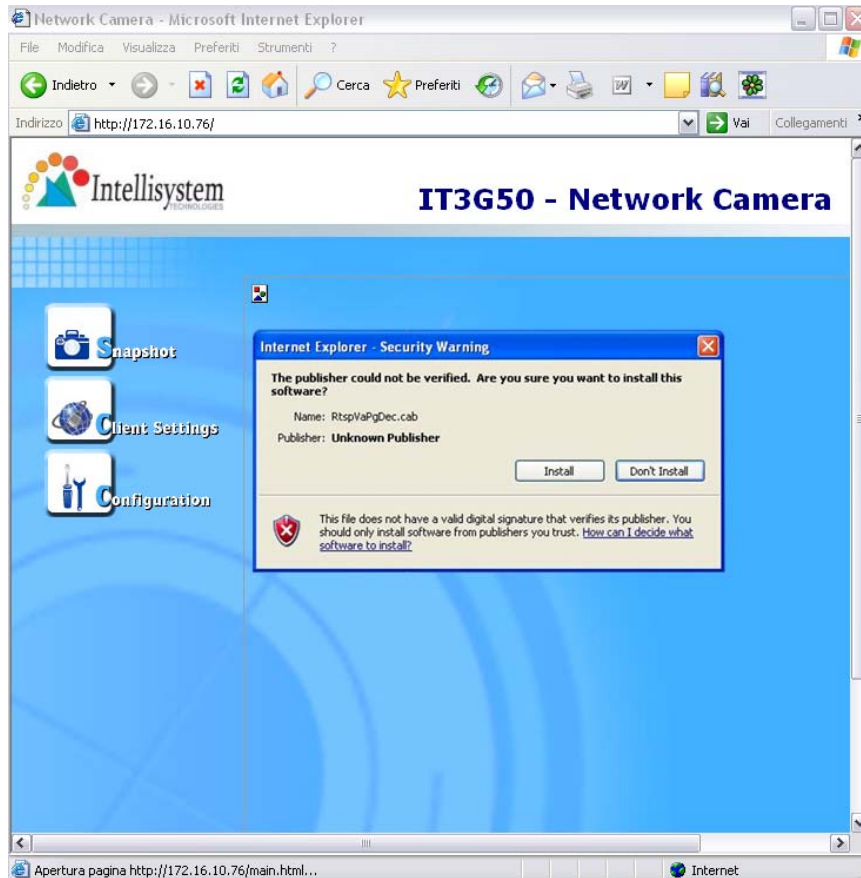 Network Camera - Microsoft Internet Explorer
File Modifica Visualizza Preferiti Strumenti ?
Indietro Cerca Preferiti
Indirizzo http://172.16.10.76/ Vai Collegamenti
Intellisystem
TECHNOLOGIES
IT3G50 - Network Camera
Snapshot
Client Settings
Configuration
Internet Explorer - Security Warning
The publisher could not be verified. Are you sure you want to install this
software?
Name: RtspVaPgDec.cab
Publisher: Unknown Publisher
Install Don't Install
This file does not have a valid digital signature that verifies its publisher. You
should only install software from publishers you trust. How can I decide what
software to install?
Apertura pagina http://172.16.10.76/main.html... Internet